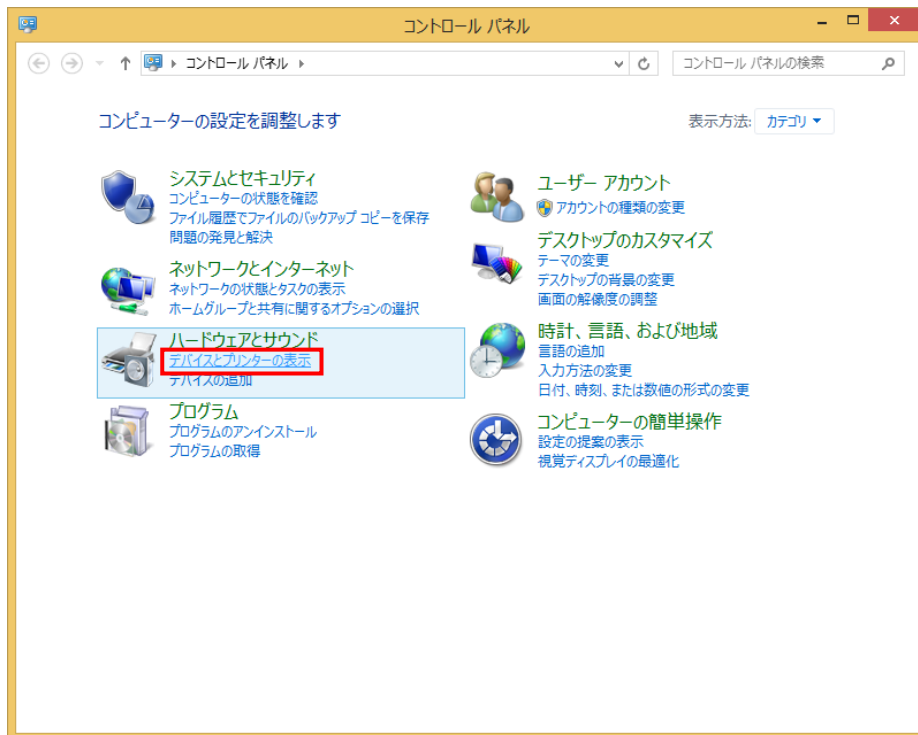 コントロール パネル
コントロール パネル
コントロール パネルの検索
コンピューターの設定を調整します
表示方法: カテゴリ
システムとセキュリティ
コンピューターの状態を確認
ファイル履歴でファイルのバックアップ コピーを保存
問題の発見と解決
ネットワークとインターネット
ネットワークの状態とタスクの表示
ホームグループと共有に関するオプションの選択
ハードウェアとサウンド
デバイスとプリンターの表示
デバイスの追加
プログラム
プログラムのアンインストール
プログラムの取得
ユーザー アカウント
アカウントの種類の変更
デスクトップのカスタマイズ
テーマの変更
デスクトップの背景の変更
画面の解像度の調整
時計、言語、および地域
言語の追加
入力方法の変更
日付、時刻、または数値の形式の変更
コンピューターの簡単操作
設定の提案の表示
視覚ディスプレイの最適化